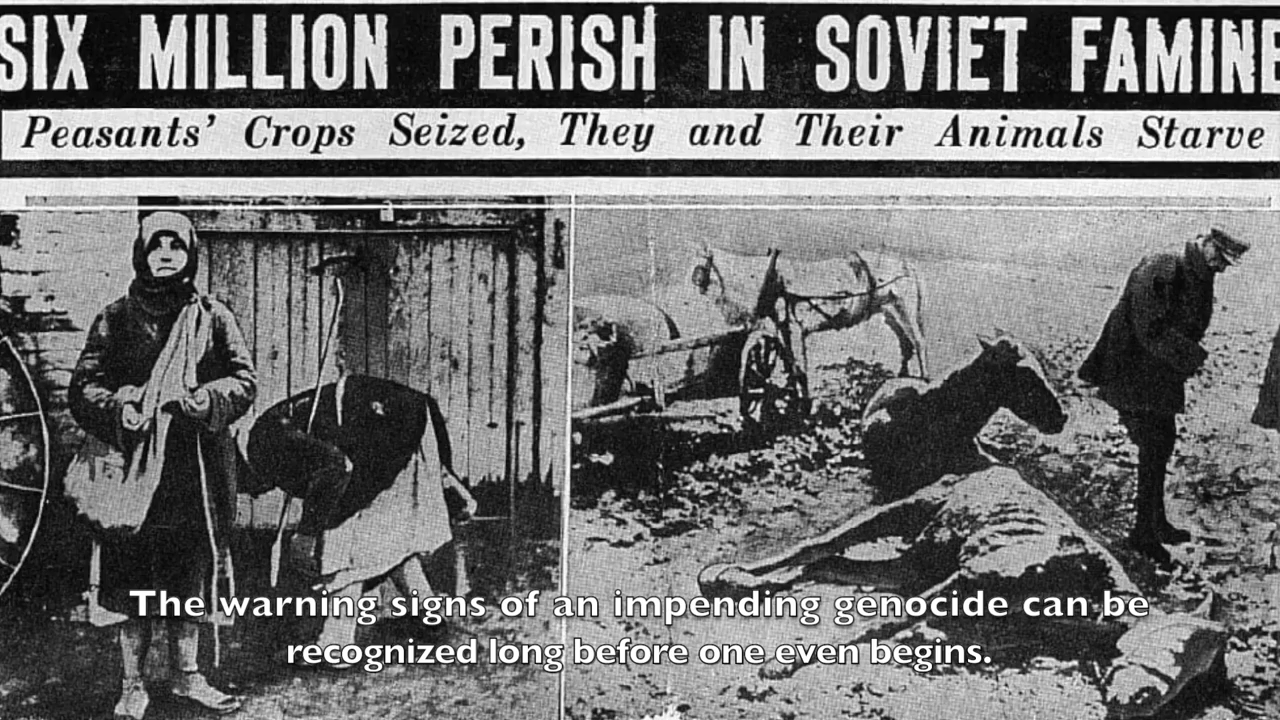 SIX MILLION PERISH IN SOVIET FAMINE
Peasants' Crops Seized, They and Their Animals Starve
The warning signs of an impending genocide can be
recognized long before one even begins.